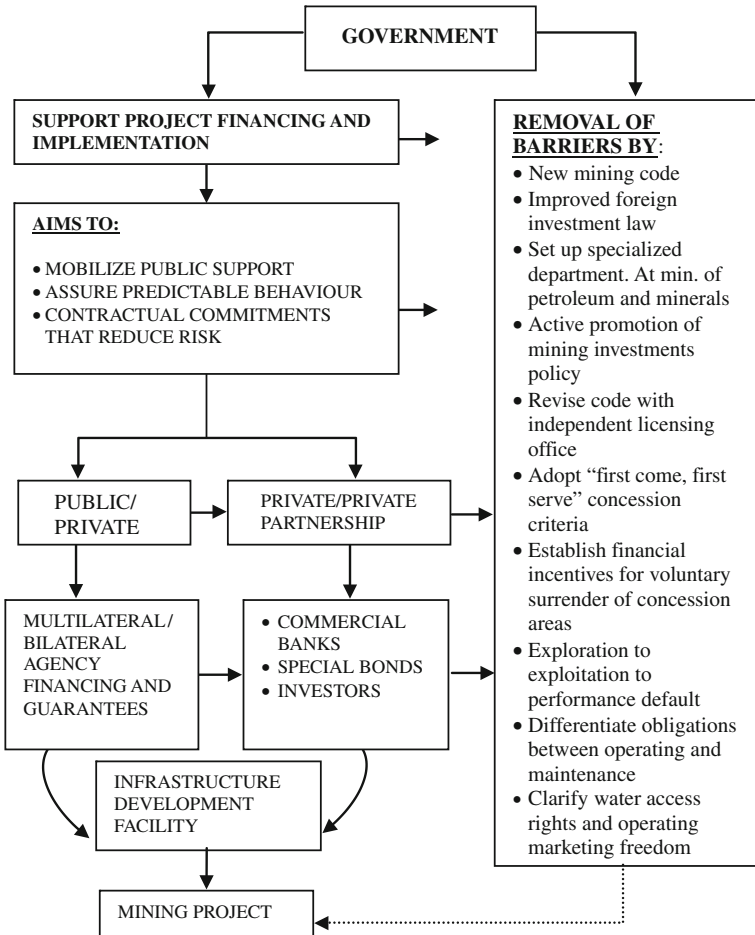 GOVERNMENT
SUPPORT PROJECT FINANCING AND
IMPLEMENTATION
AIMS TO:
• MOBILIZE PUBLIC SUPPORT
• ASSURE PREDICTABLE BEHAVIOUR
• CONTRACTUAL COMMITMENTS
THAT REDUCE RISK
PUBLIC/
PRIVATE
PRIVATE/PRIVATE
PARTNERSHIP
MULTILATERAL/
BILATERAL
AGENCY
FINANCING AND
GUARANTEES
• COMMERCIAL
BANKS
• SPECIAL BONDS
• INVESTORS
INFRASTRUCTURE
DEVELOPMENT
FACILITY
MINING PROJECT
REMOVAL OF
BARRIERS BY:
• New mining code
• Improved foreign
investment law
• Set up specialized
department. At min. of
petroleum and minerals
• Active promotion of
mining investments
policy
• Revise code with
independent licensing
office
• Adopt “first come, first
serve” concession
criteria
• Establish financial
incentives for voluntary
surrender of concession
areas
• Exploration to
exploitation to
performance default
• Differentiate obligations
between operating and
maintenance
• Clarify water access
rights and operating
marketing freedom